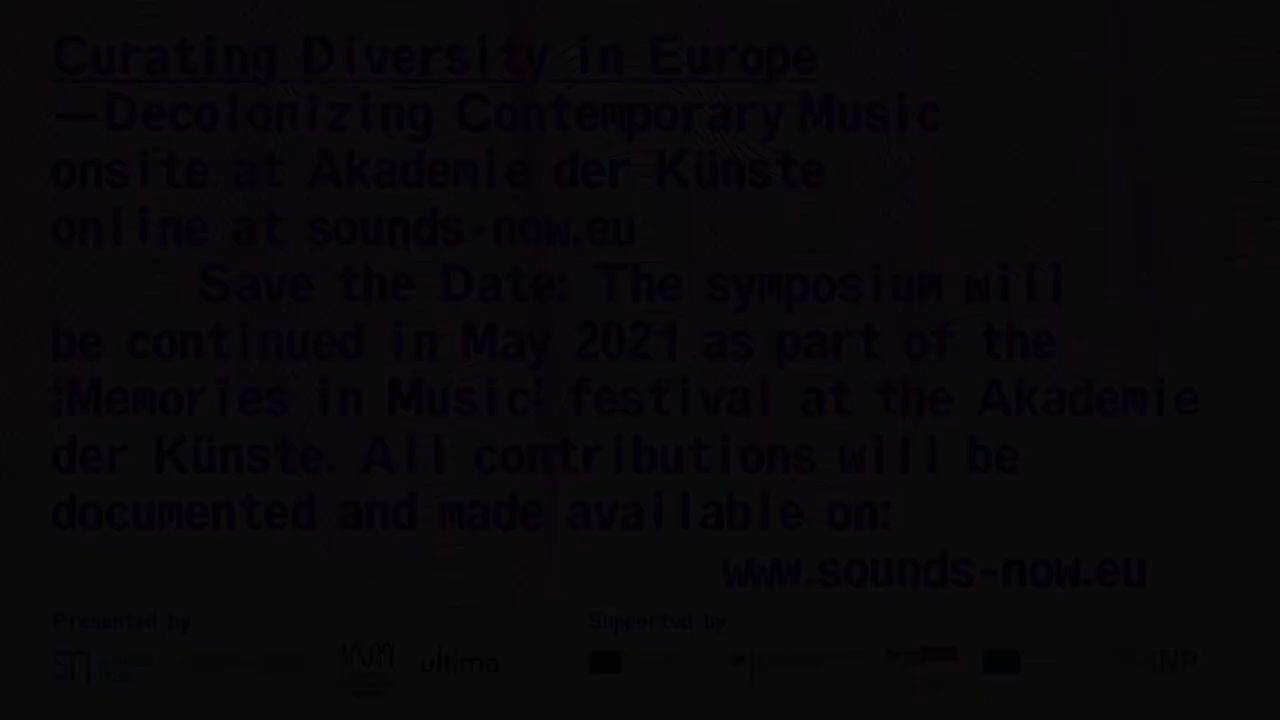 Curating Diversity in Europe
—Decolonizing Contemporary Music
onsite at Akademie der Künste
online at sounds-now.eu
Save the Date: The symposium will
be continued in May 2021 as part of the
¦Memories in Music¦ festival at the Akademie
der Künste. All contributions will be
documented and made available on:
www.sounds-now.eu
Presented by
Supported by
ultima
INP